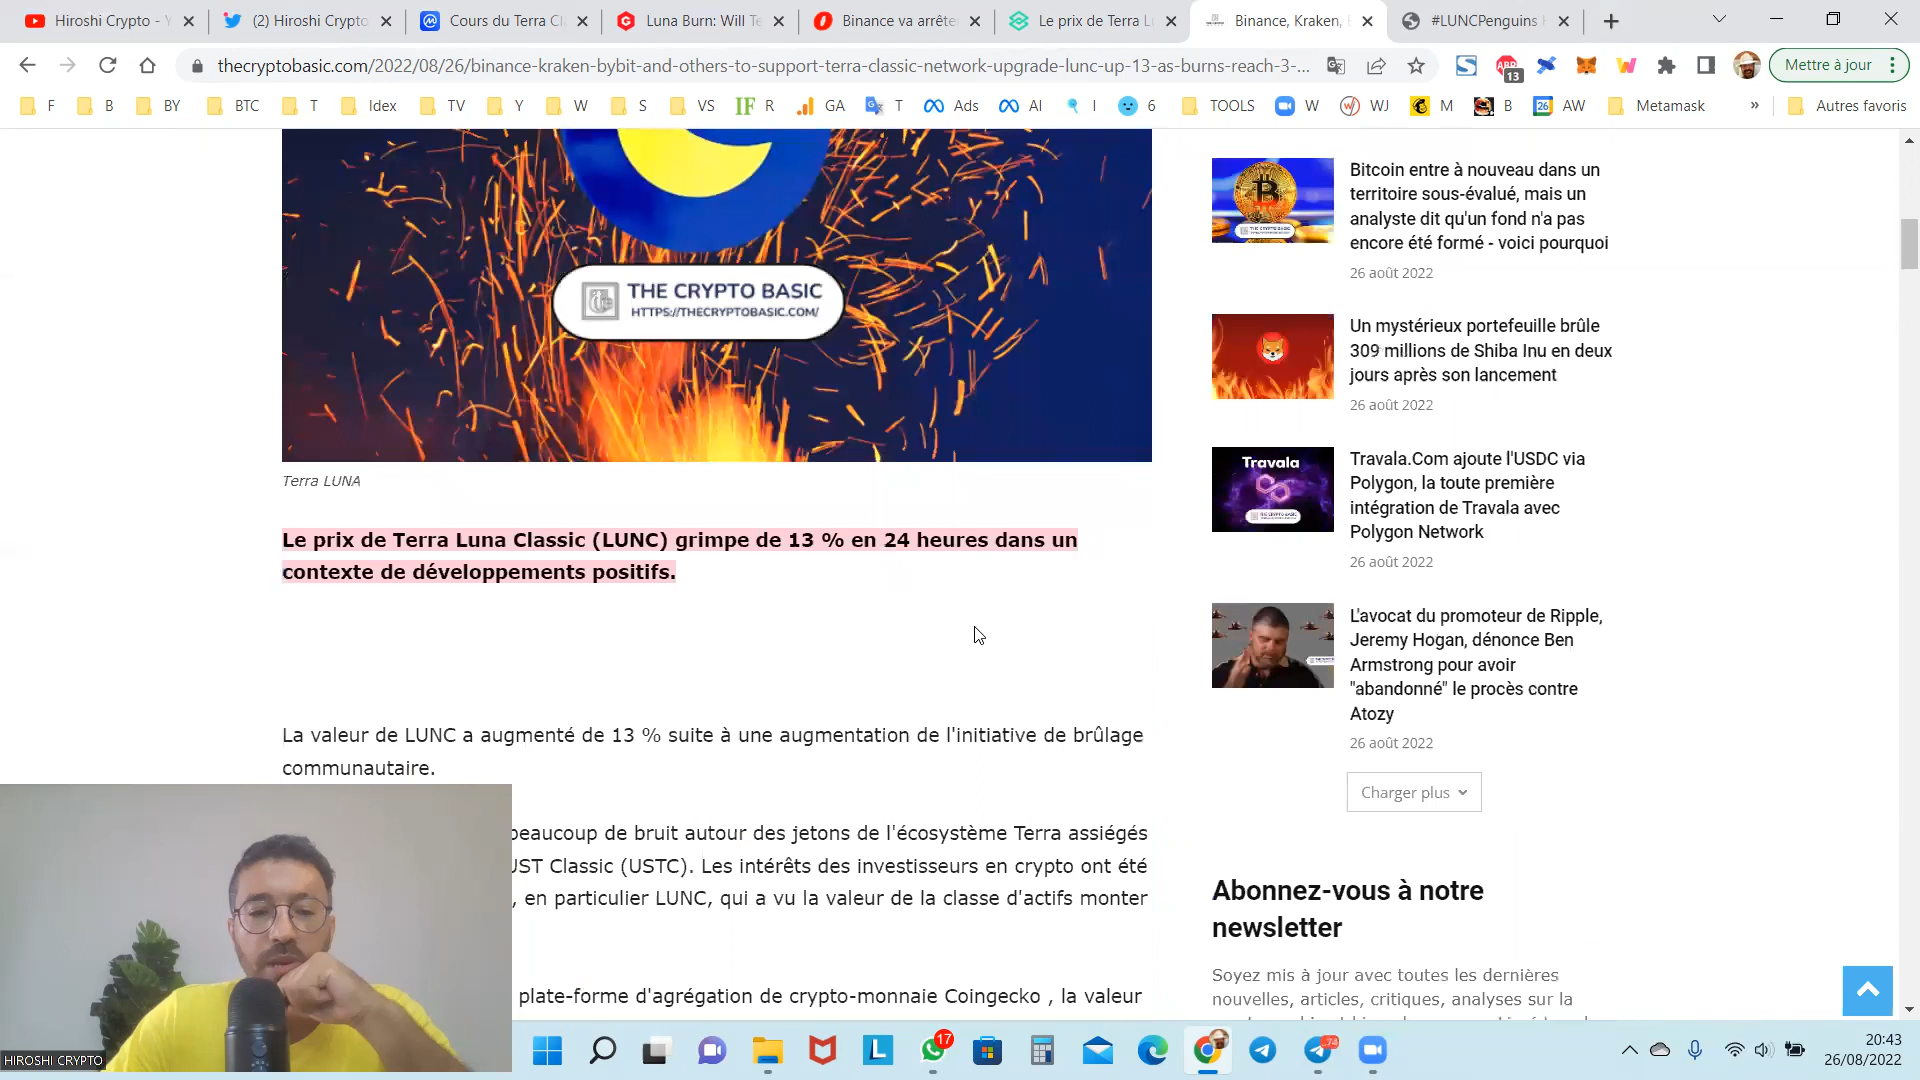 Hiroshi Crypto - Y
(2) Hiroshi Crypto
Cours du Terra Cl
Luna Burn: Will Te
Binance va arrête
Le prix de Terra L
Binance, Kraken, B
#LUNCPenguins
thecryptobasic.com/2022/08/26/binance-kraken-bybit-and-others-to-support-terra-classic-network-upgrade-lunc-up-13-as-burns-reach-3-...
13
Mettre à jour
F
B
BY
BTC
T
Idex
TV
Y
W
S
VS
IF R
GA
T
Ads
AI
I
6
TOOLS
W
WJ
M
B
26
AW
Metamask
»
Autres favoris
THE CRYPTO BASIC
HTTPS://THECRYPTOBASIC.COM/
Terra LUNA
Le prix de Terra Luna Classic (LUNC) grimpe de 13 % en 24 heures dans un
contexte de développements positifs.
La valeur de LUNC a augmenté de 13 % suite à une augmentation de l'initiative de brûlage
communautaire.
beaucoup de bruit autour des jetons de l'écosystème Terra assiégés
UST Classic (USTC). Les intérêts des investisseurs en crypto ont été
, en particulier LUNC, qui a vu la valeur de la classe d'actifs monter
plate-forme d'agrégation de crypto-monnaie Coingecko , la valeur
Bitcoin entre à nouveau dans un
territoire sous-évalué, mais un
analyste dit qu'un fond n'a pas
encore été formé - voici pourquoi
26 août 2022
Un mystérieux portefeuille brûle
309 millions de Shiba Inu en deux
jours après son lancement
26 août 2022
Travala
Travala.Com ajoute l'USDC via
Polygon, la toute première
intégration de Travala avec
Polygon Network
26 août 2022
L'avocat du promoteur de Ripple,
Jeremy Hogan, dénonce Ben
Armstrong pour avoir
"abandonné" le procès contre
Atozy
26 août 2022
Charger plus
Abonnez-vous à notre
newsletter
Soyez mis à jour avec toutes les dernières
nouvelles, articles, critiques, analyses sur la
HIROSHI CRYPTO
L
17
74
20:43
26/08/2022